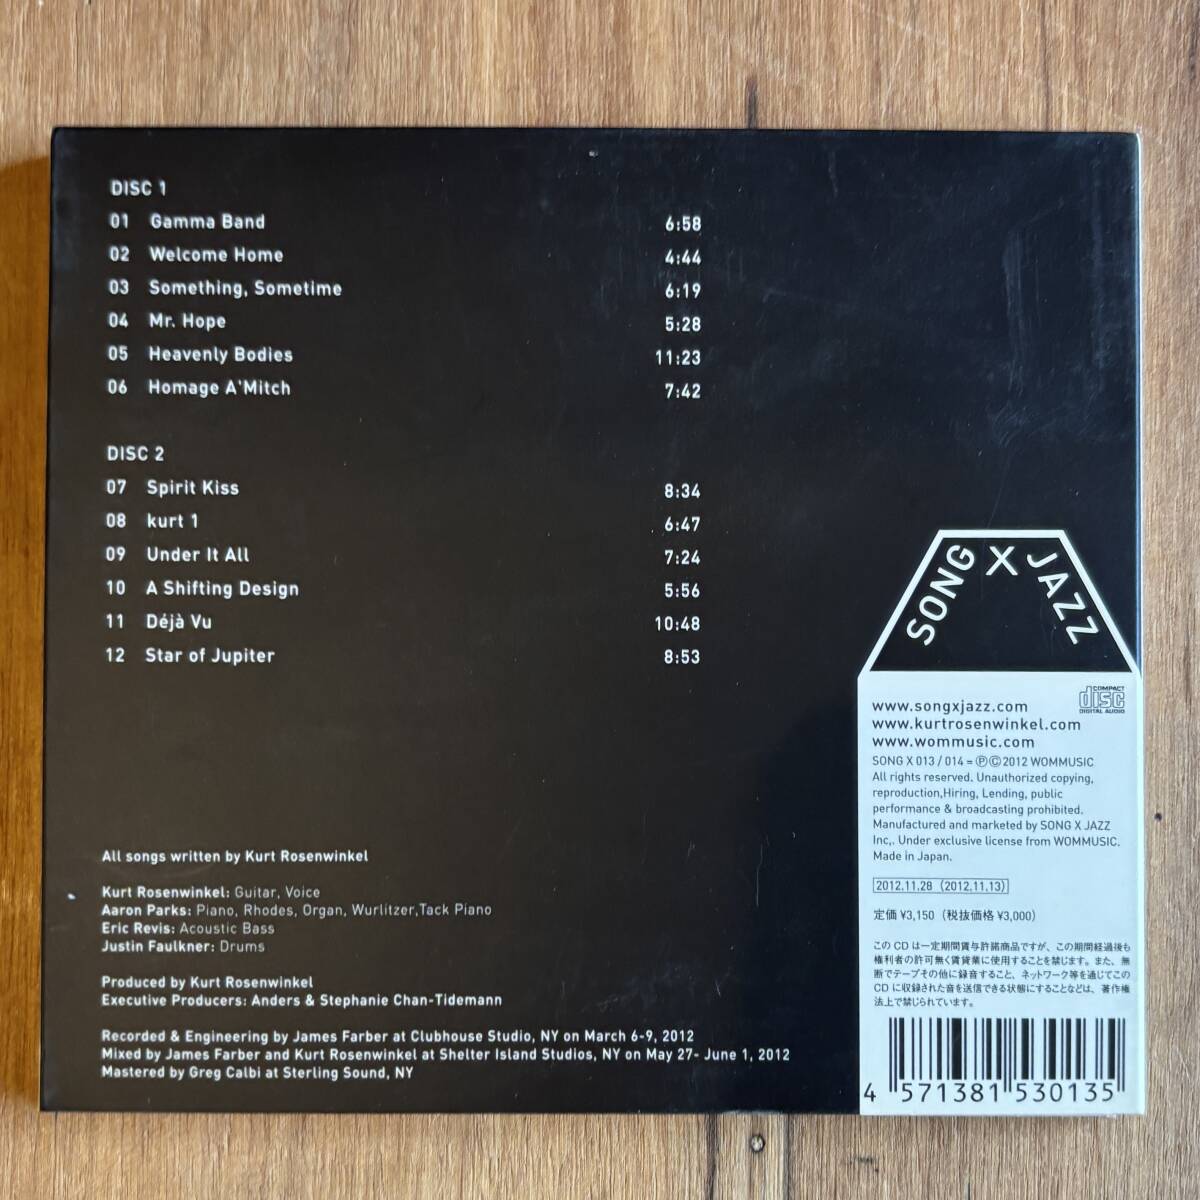 DISC 1
01 Gamma Band 6:58
02 Welcome Home 4:44
03 Something, Sometime 6:19
04 Mr. Hope 5:28
05 Heavenly Bodies 11:23
06 Homage A'Mitch 7:42
DISC 2
07 Spirit Kiss 8:34
08 kurt 1 6:47
09 Under It All 7:24
10 A Shifting Design 5:56
11 Déjà Vu 10:48
12 Star of Jupiter 8:53
All songs written by Kurt Rosenwinkel
Kurt Rosenwinkel: Guitar, Voice
Aaron Parks: Piano, Rhodes, Organ, Wurlitzer,Tack Piano
Eric Revis: Acoustic Bass
Justin Faulkner: Drums
Produced by Kurt Rosenwinkel
Executive Producers: Anders & Stephanie Chan-Tidemann
Recorded & Engineering by James Farber at Clubhouse Studio, NY on March 6-9, 2012
Mixed by James Farber and Kurt Rosenwinkel at Shelter Island Studios, NY on May 27- June 1, 2012
Mastered by Greg Calbi at Sterling Sound, NY
SONG X JAZZ
COMPACT
disc
DIGITAL AUDIO
www.songxjazz.com
www.kurtrosenwinkel.com
www.wommusic.com
SONG X 013 / 014 = ℗©2012 WOMMUSIC
All rights reserved. Unauthorized copying,
reproduction,Hiring, Lending, public
performance & broadcasting prohibited.
Manufactured and marketed by SONG X JAZZ
Inc,. Under exclusive license from WOMMUSIC.
Made in Japan.
2012.11.28 (2012.11.13)
定価 ¥3,150（税抜価格 ¥3,000）
この CD は一定期間賃与許諾商品ですが、この期間経過後も
権利者の許可無く賃貸業に使用することを禁じます。また、無
断でテープその他に録音すること、ネットワーク等を通じてこの
CD に収録された音を送信できる状態にすることなどは、著作権
法上で禁じられています。
4 571381 530135